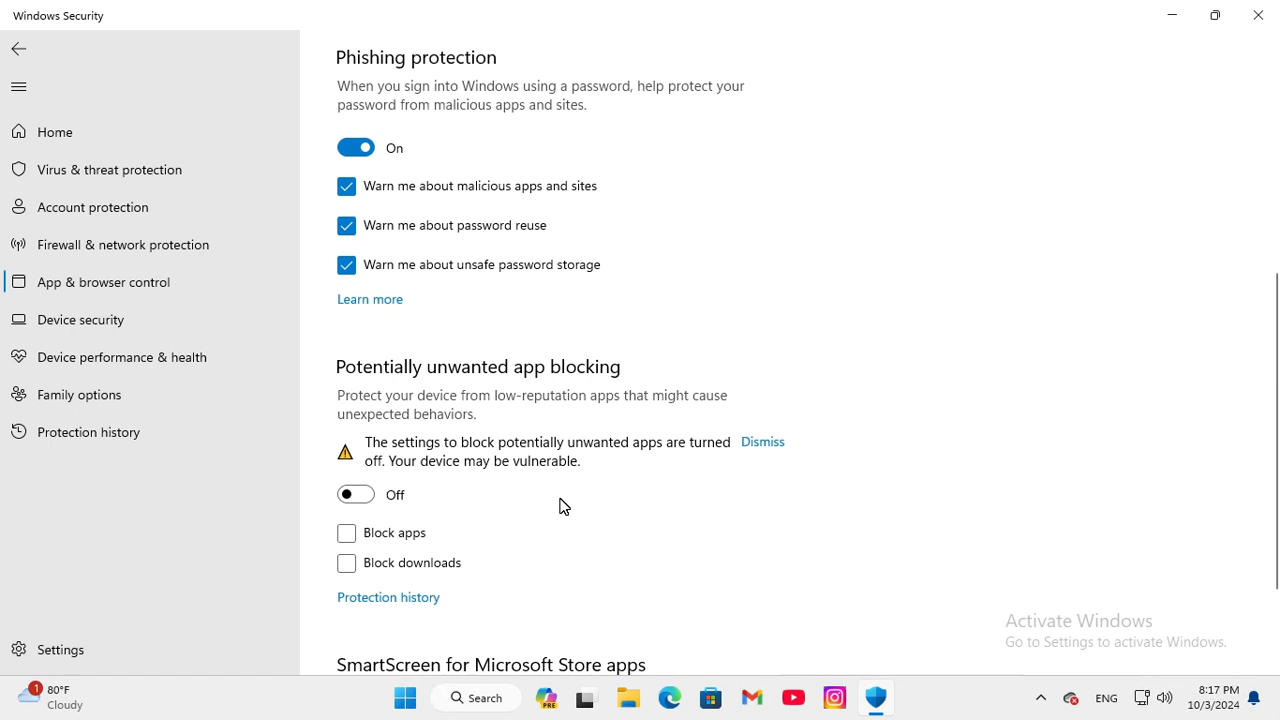 Windows Security
Home
Virus & threat protection
Account protection
Firewall & network protection
App & browser control
Device security
Device performance & health
Family options
Protection history
Settings
Phishing protection
When you sign into Windows using a password, help protect your
password from malicious apps and sites.
On
Warn me about malicious apps and sites
Warn me about password reuse
Warn me about unsafe password storage
Learn more
Potentially unwanted app blocking
Protect your device from low-reputation apps that might cause
unexpected behaviors.
The settings to block potentially unwanted apps are turned Dismiss
off. Your device may be vulnerable.
Off
Block apps
Block downloads
Protection history
SmartScreen for Microsoft Store apps
Activate Windows
Go to Settings to activate Windows.
1
80°F
Cloudy
Search
PRE
ENG
8:17 PM
10/3/2024